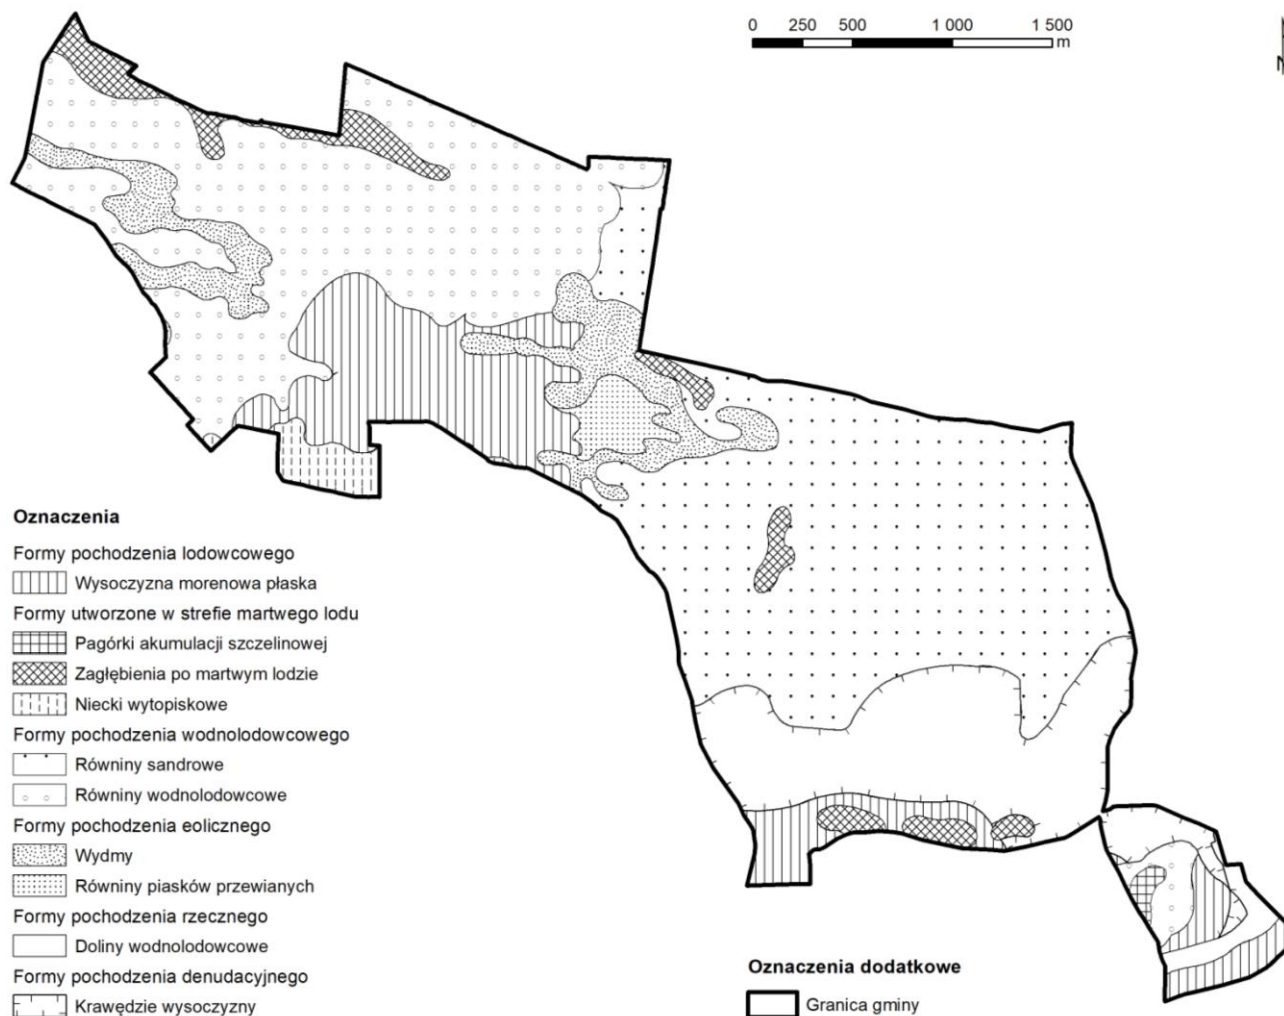 0 250 500 1 000 1 500
m
Oznaczenia
Formy pochodzenia lodowcowego
Wysoczyzna morenowa płaska
Formy utworzone w strefie martwego lodu
Pagórki akumulacji szczelinowej
Zagłębienia po martwym lodzie
Niecki wytopiskowe
Formy pochodzenia wodnolodowcowego
Równiny sandrowe
Równiny wodnolodowcowe
Formy pochodzenia eolicznego
Wydmy
Równiny piasków przewianych
Formy pochodzenia rzecznego
Doliny wodnolodowcowe
Formy pochodzenia denudacyjnego
Krawędzie wysoczyzny
Oznaczenia dodatkowe
Granica gminy